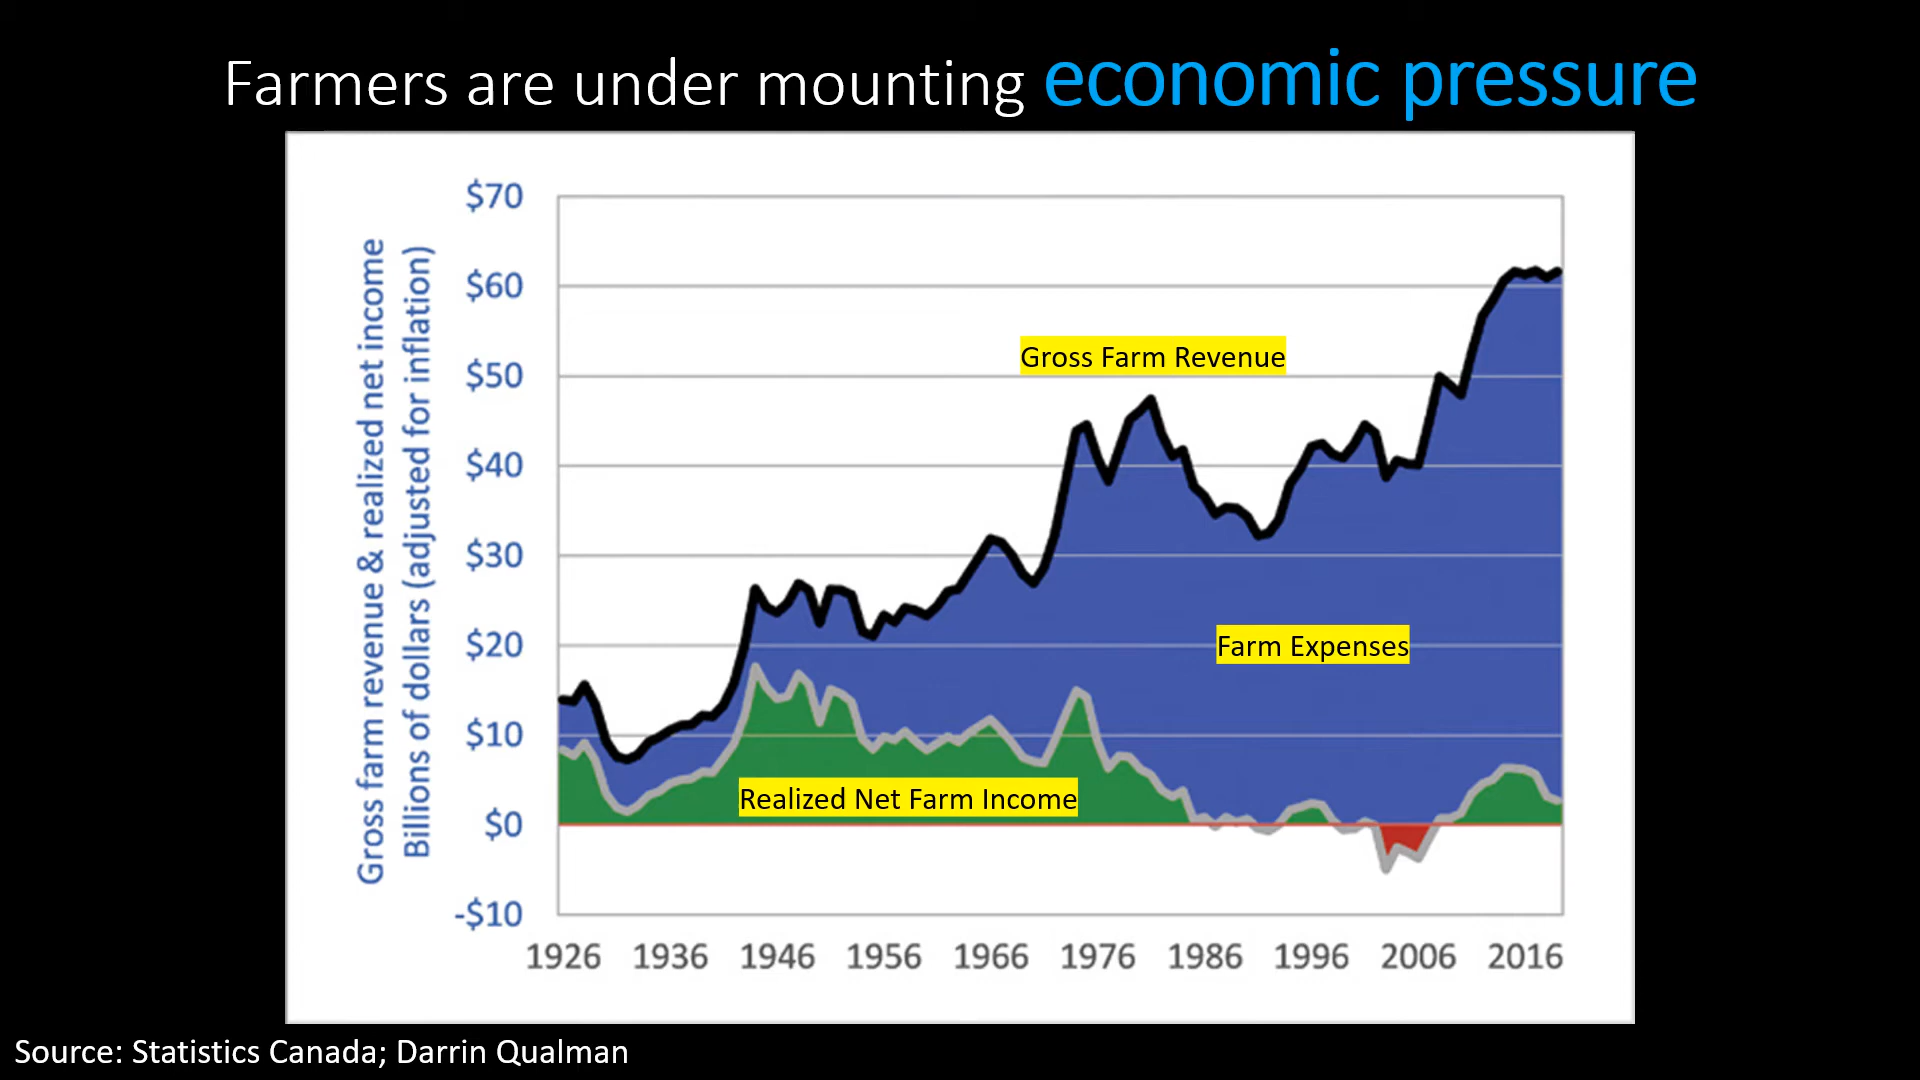 Farmers are under mounting economic pressure
Gross farm revenue & realized net income
Billions of dollars (adjusted for inflation)
$70
$60
$50
$40
$30
$20
$10
$0
-$10
Gross Farm Revenue
Farm Expenses
Realized Net Farm Income
1926 1936 1946 1956 1966 1976 1986 1996 2006 2016
Source: Statistics Canada; Darrin Qualman